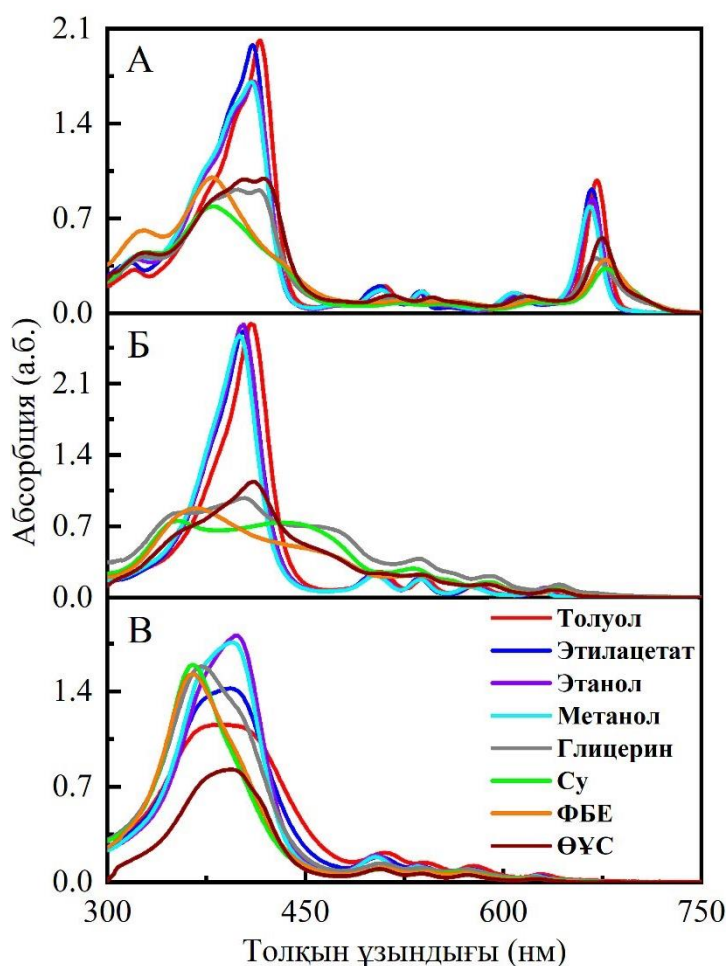 А
2.1
1.4
0.7
0.0
Б
2.1
1.4
0.7
0.0
В
1.4
0.7
0.0
Абсорбция (а.б.)
Толуол
Этилацетат
Этанол
Метанол
Глицерин
Су
ФБЕ
ӨҰС
300 450 600 750
Толқын ұзындығы (нм)